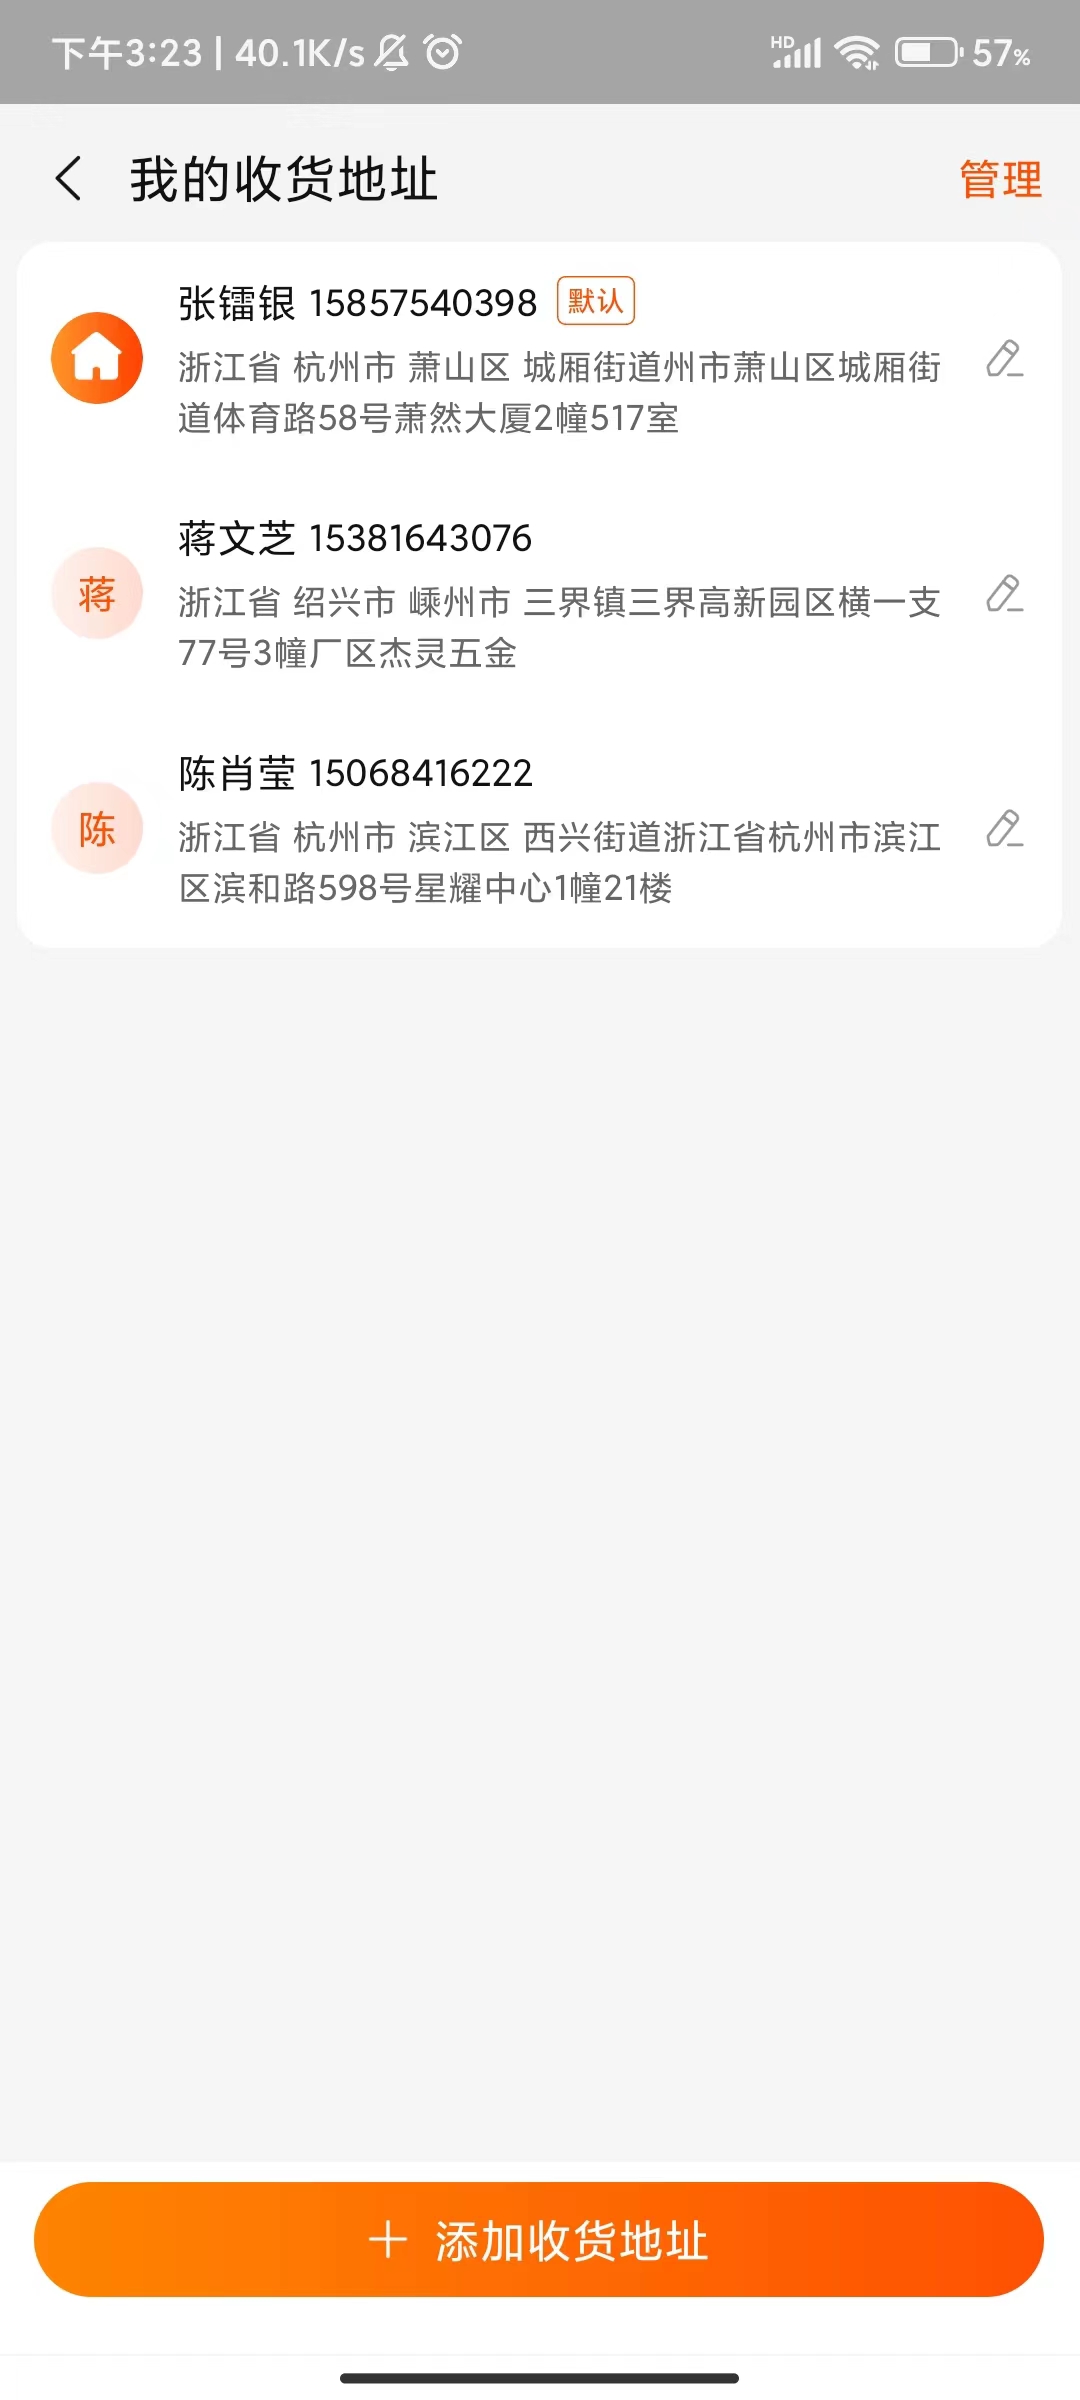 下午3:23 | 40.1K/s
HD 57%
我的收货地址 管理
张镭银 15857540398 默认
浙江省 杭州市 萧山区 城厢街道州市萧山区城厢街
道体育路58号萧然大厦2幢517室
蒋文芝 15381643076
蒋
浙江省 绍兴市 嵊州市 三界镇三界高新园区横一支
77号3幢厂区杰灵五金
陈肖莹 15068416222
陈
浙江省 杭州市 滨江区 西兴街道浙江省杭州市滨江
区滨和路598号星耀中心1幢21楼
添加收货地址